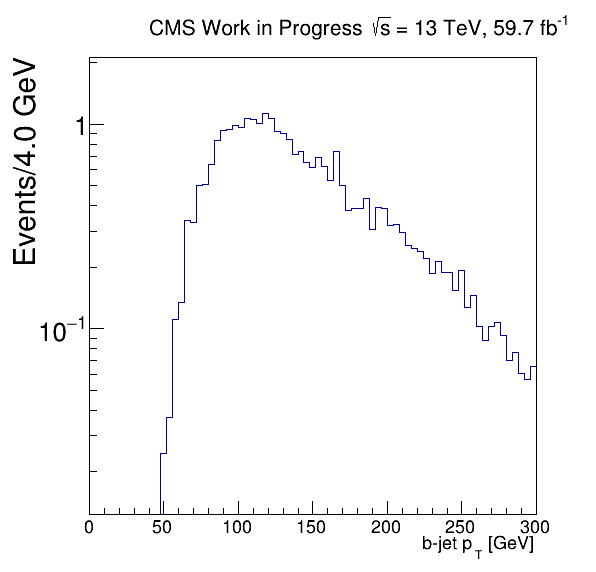 CMS Work in Progress √s = 13 TeV, 59.7 fb⁻¹
Events/4.0 GeV
1
10⁻¹
0 50 100 150 200 250 300
b-jet p_T [GeV]